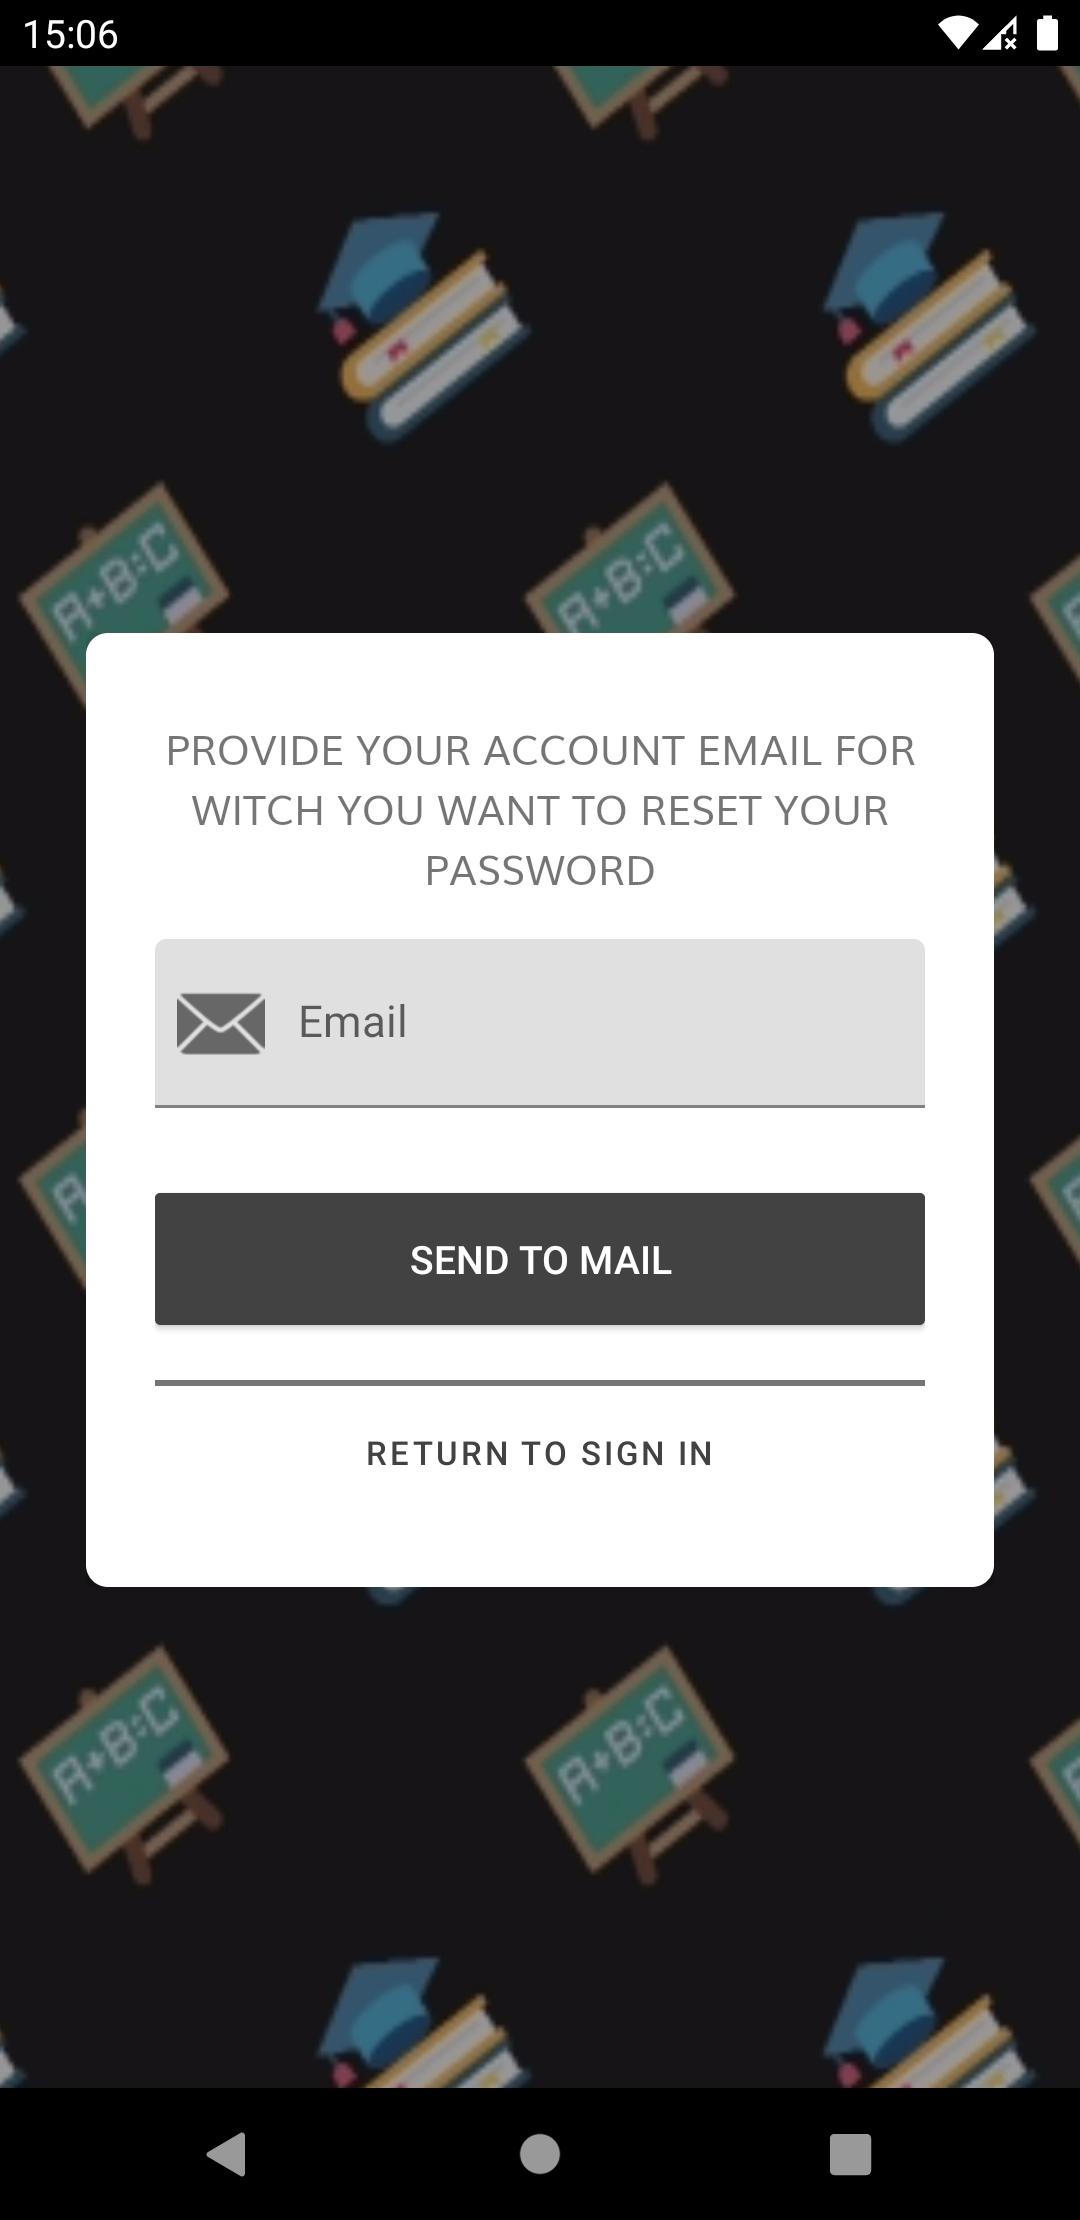 15:06
A+B=C
A+B=C
PROVIDE YOUR ACCOUNT EMAIL FOR
WITCH YOU WANT TO RESET YOUR
PASSWORD
Email
SEND TO MAIL
RETURN TO SIGN IN
A+B=C
A+B=C